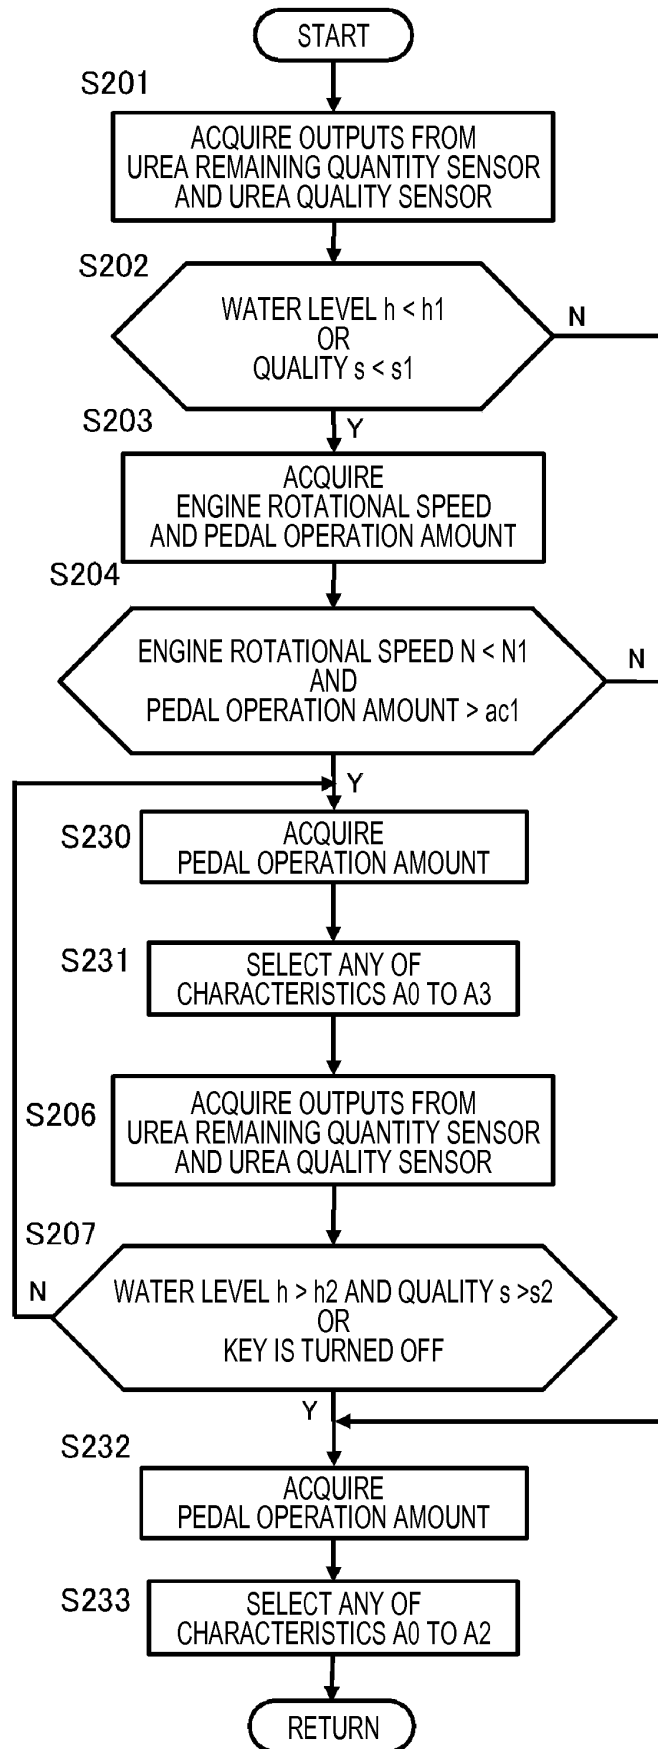 START
S201
ACQUIRE OUTPUTS FROM
UREA REMAINING QUANTITY SENSOR
AND UREA QUALITY SENSOR
S202
WATER LEVEL h < h1
OR
QUALITY s < s1
N
Y
S203
ACQUIRE
ENGINE ROTATIONAL SPEED
AND PEDAL OPERATION AMOUNT
S204
ENGINE ROTATIONAL SPEED N < N1
AND
PEDAL OPERATION AMOUNT > ac1
N
Y
S230
ACQUIRE
PEDAL OPERATION AMOUNT
S231
SELECT ANY OF
CHARACTERISTICS A0 TO A3
S206
ACQUIRE OUTPUTS FROM
UREA REMAINING QUANTITY SENSOR
AND UREA QUALITY SENSOR
S207
N
WATER LEVEL h > h2 AND QUALITY s >s2
OR
KEY IS TURNED OFF
Y
S232
ACQUIRE
PEDAL OPERATION AMOUNT
S233
SELECT ANY OF
CHARACTERISTICS A0 TO A2
RETURN